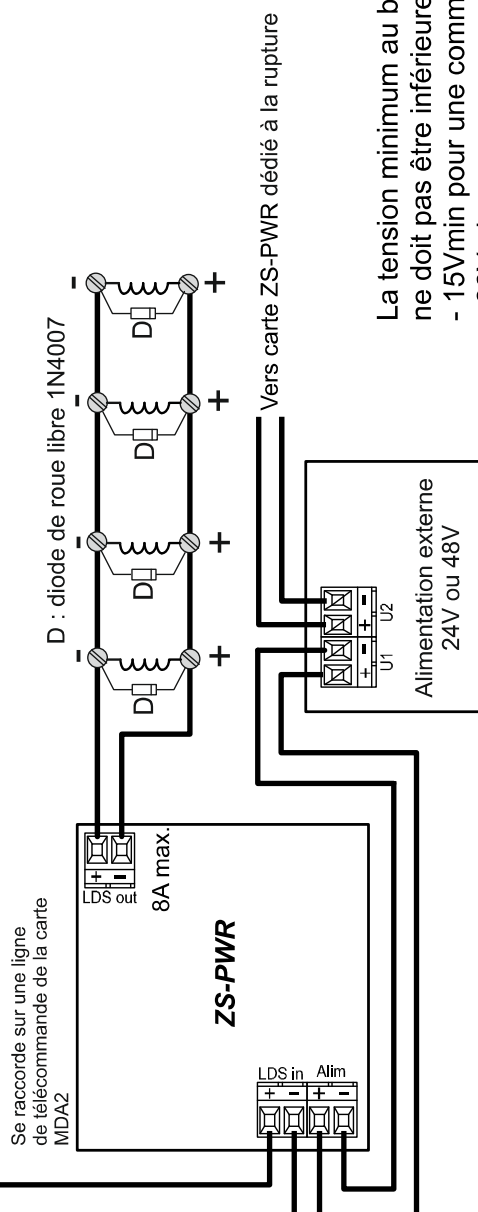 Se raccorde sur une ligne
de télécommande de la carte
MDA2
D : diode de roue libre 1N4007
- - - -
D D D D
+ + + +
+ -
LDS out
8A max.
ZS-PWR
LDS in Alim
+ - + -
Vers carte ZS-PWR dédié à la rupture
+ - + -
U1 U2
Alimentation externe
24V ou 48V
La tension minimum au b
ne doit pas être inférieure
- 15Vmin pour une comm